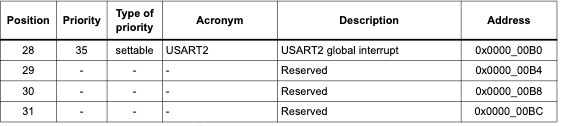 Position Priority Type of priority Acronym Description Address
28 35 settable USART2 USART2 global interrupt 0x0000_00B0
29 - - - Reserved 0x0000_00B4
30 - - - Reserved 0x0000_00B8
31 - - - Reserved 0x0000_00BC